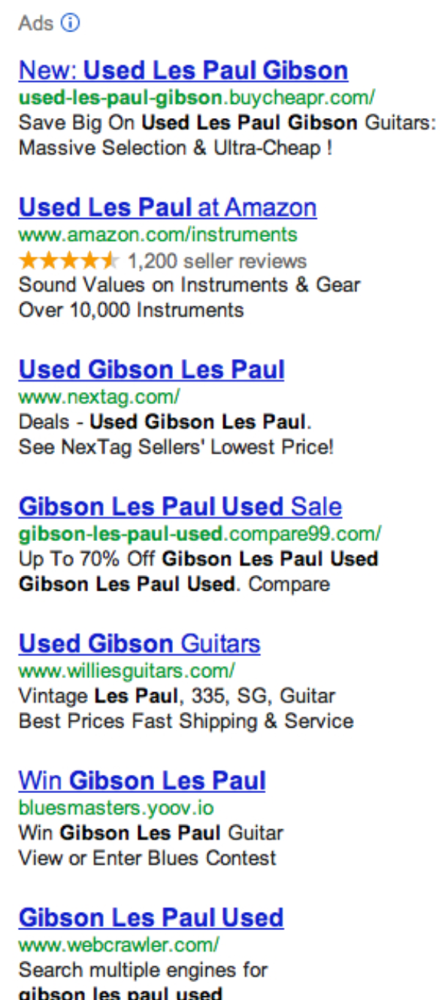 Ads
New: Used Les Paul Gibson
used-les-paul-gibson.buycheapr.com/
Save Big On Used Les Paul Gibson Guitars:
Massive Selection & Ultra-Cheap !
Used Les Paul at Amazon
www.amazon.com/instruments
1,200 seller reviews
Sound Values on Instruments & Gear
Over 10,000 Instruments
Used Gibson Les Paul
www.nextag.com/
Deals - Used Gibson Les Paul.
See NexTag Sellers' Lowest Price!
Gibson Les Paul Used Sale
gibson-les-paul-used.compare99.com/
Up To 70% Off Gibson Les Paul Used
Gibson Les Paul Used. Compare
Used Gibson Guitars
www.williesguitars.com/
Vintage Les Paul, 335, SG, Guitar
Best Prices Fast Shipping & Service
Win Gibson Les Paul
bluesmasters.yoov.io
Win Gibson Les Paul Guitar
View or Enter Blues Contest
Gibson Les Paul Used
www.webcrawler.com/
Search multiple engines for
gibson les paul used